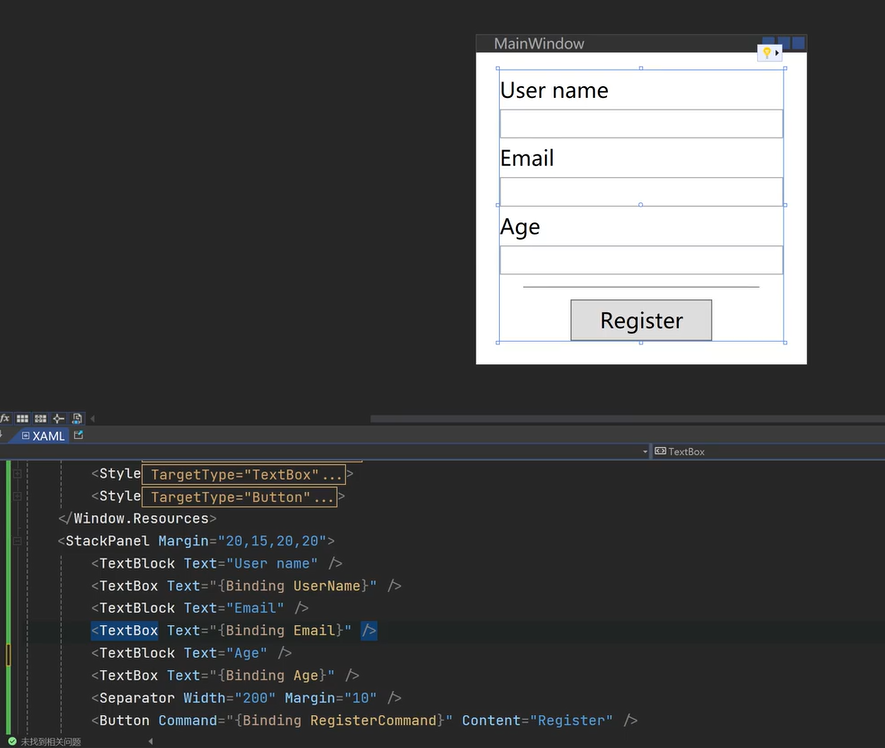 MainWindow
User name
Email
Age
Register
fx
XAML
TextBox
<Style TargetType="TextBox"...>
<Style TargetType="Button"...>
</Window.Resources>
<StackPanel Margin="20,15,20,20">
<TextBlock Text="User name" />
<TextBox Text="{Binding UserName}" />
<TextBlock Text="Email" />
<TextBox Text="{Binding Email}" />
<TextBlock Text="Age" />
<TextBox Text="{Binding Age}" />
<Separator Width="200" Margin="10" />
<Button Command="{Binding RegisterCommand}" Content="Register" />
未找到相关问题